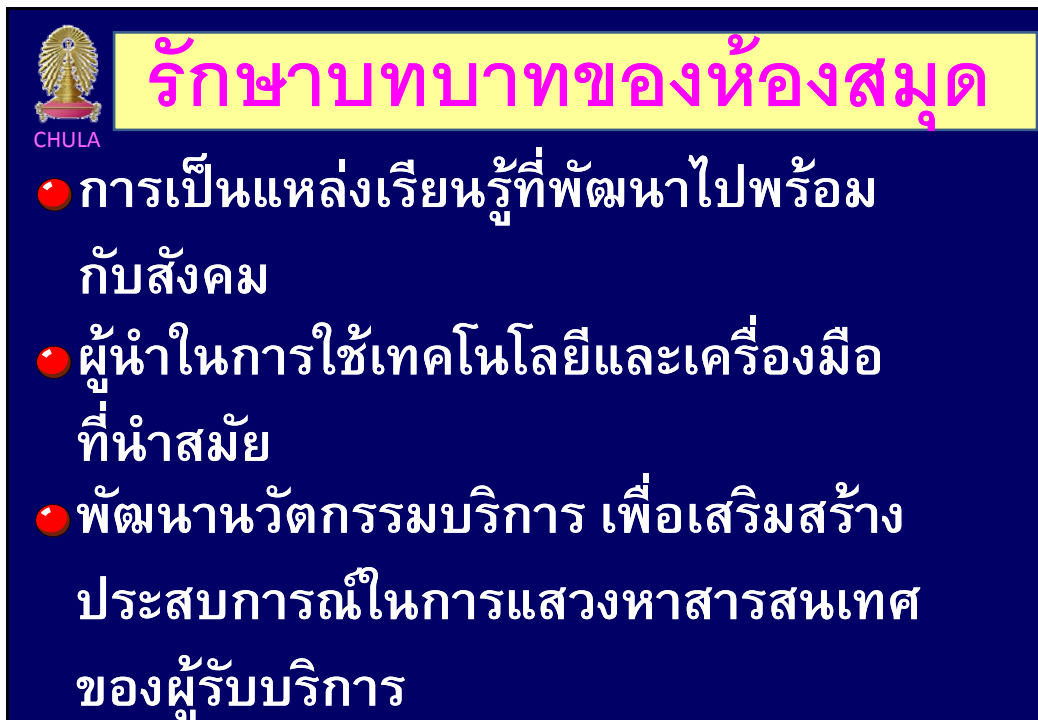 รักษาบทบาทของห้องสมุด
CHULA
การเป็นแหล่งเรียนรู้ที่พัฒนาไปพร้อม
กับสังคม
ผู้นำในการใช้เทคโนโลยีและเครื่องมือ
ที่นำสมัย
พัฒนานวัตกรรมบริการ เพื่อเสริมสร้าง
ประสบการณ์ในการแสวงหาสารสนเทศ
ของผู้รับบริการ